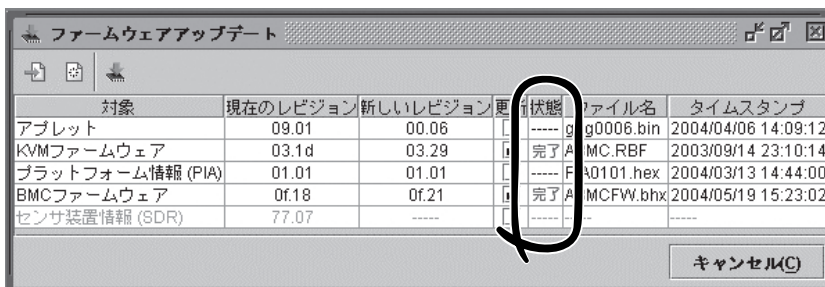 ファームウェアアップデート
対象 現在のレビジョン 新しいレビジョン 更 状態 ファイル名 タイムスタンプ
アプレット 09.01 00.06 ----- g g0006.bin 2004/04/06 14:09:12
KVMファームウェア 03.1d 03.29 完了 A MC.RBF 2003/09/14 23:10:14
プラットフォーム情報 (PIA) 01.01 01.01 ----- F A0101.hex 2004/03/13 14:44:00
BMCファームウェア 0f.18 0f.21 完了 A MCFW.bhx 2004/05/19 15:23:02
センサ装置情報 (SDR) 77.07 ----- ----- ----- -----
キャンセル(C)